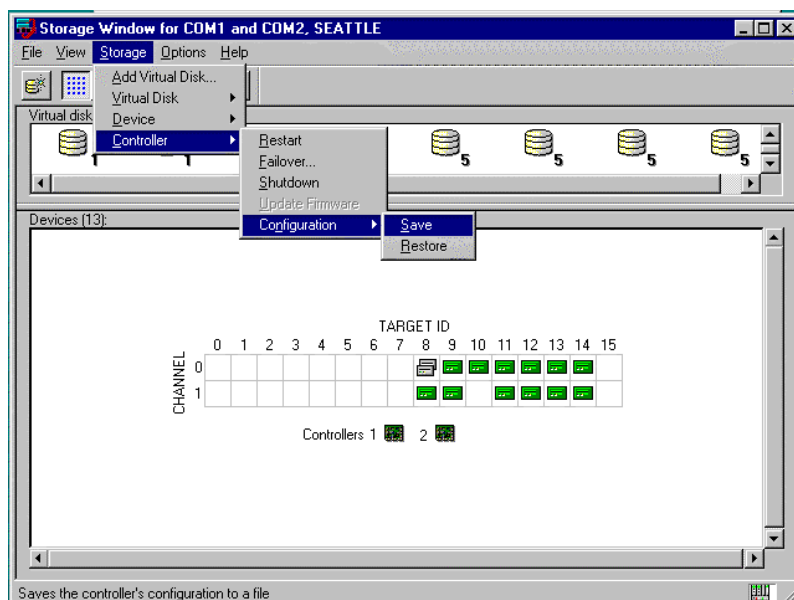 Storage Window for COM1 and COM2, SEATTLE
File View Storage Options Help
Add Virtual Disk...
Virtual Disk
Device
Controller
Restart
Failover...
Shutdown
Update Firmware
Configuration
Save
Restore
Virtual disk
1 1 5 5 5 5
Devices (13):
TARGET ID
0 1 2 3 4 5 6 7 8 9 10 11 12 13 14 15
CHANNEL
0
1
Controllers 1 2
Saves the controller's configuration to a file